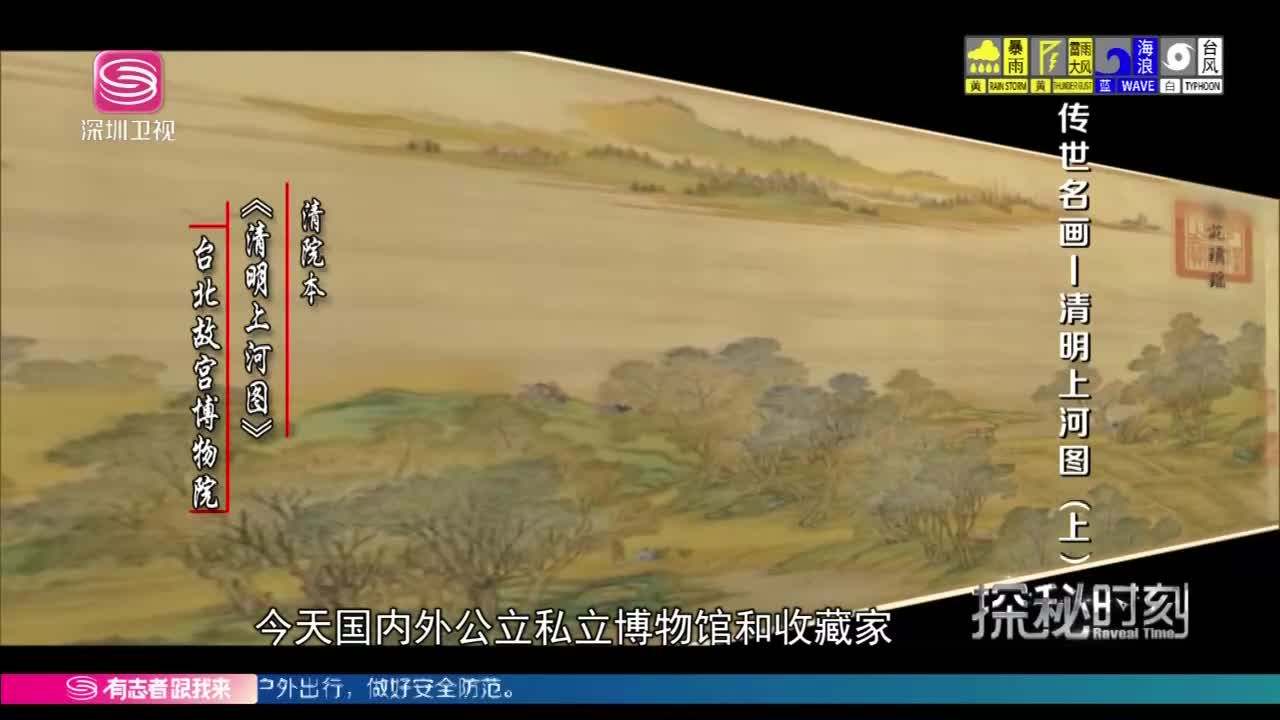 深圳卫视
暴雨
黄 RAIN STORM
雷雨大风
黄 THUNDER GUST
海浪
蓝 WAVE
台风
白 TYPHOON
传世名画—清明上河图（上）
清院本
《清明上河图》
台北故宫博物院
今天国内外公立私立博物馆和收藏家
探秘时刻
Reveal Time
有志者跟我来
户外出行，做好安全防范。